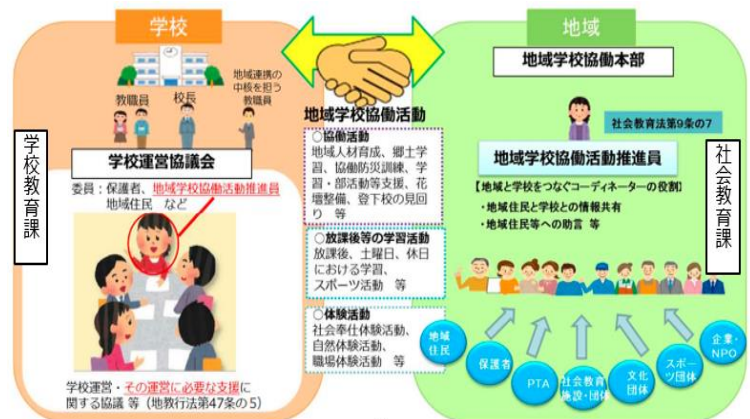 学校
地域
地域学校協働本部
教職員
校長
地域連携の
中核を担う
教職員
地域学校協働活動
社会教育法第9条の7
学校教育課
学校運営協議会
委員：保護者、地域学校協働活動推進員
地域住民 など
○協働活動
地域人材育成、郷土学
習、協働防災訓練、学
習・部活動等支援、花
壇整備、登下校の見回
り 等
○放課後等の学習活動
放課後、土曜日、休日
における学習、
スポーツ活動 等
○体験活動
社会奉仕体験活動、
自然体験活動、
職場体験活動 等
学校運営・その運営に必要な支援に
関する協議 等（地教行法第47条の5）
地域学校協働活動推進員
【地域と学校をつなぐコーディネーターの役割】
・地域住民と学校との情報共有
・地域住民等への助言 等
社会教育課
地域
住民
保護者
PTA
社会教育
施設・団体
文化
団体
スポー
ツ団体
企業・
NPO